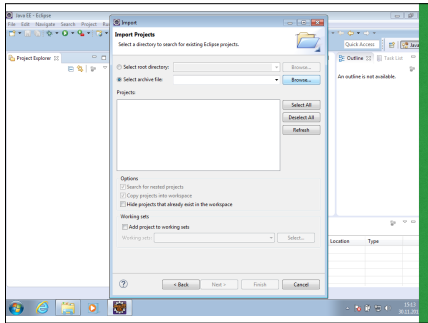 Java EE - Eclipse
File Edit Navigate Search Project Ru
Import
Quick Access
Java
Project Explorer
Import Projects
Select a directory to search for existing Eclipse projects.
Select root directory:
Browse...
Select archive file:
Browse...
Projects:
Select All
Deselect All
Refresh
Options
Search for nested projects
Copy projects into workspace
Hide projects that already exist in the workspace
Working sets
Add project to working sets
Working sets:
Select...
< Back
Next >
Finish
Cancel
Outline
Task List
An outline is not available.
Location
Type
15:13